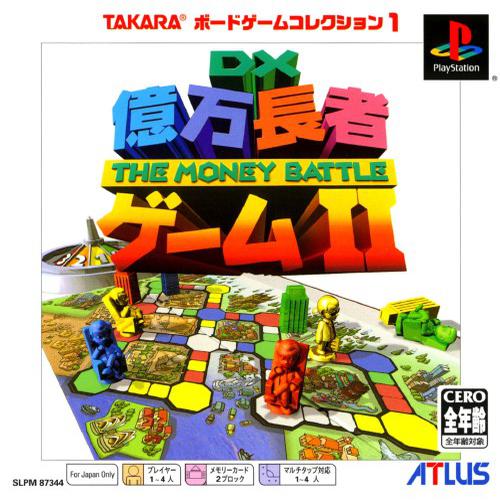 TAKARA® ボードゲームコレクション1
PlayStation
®
DX
億万長者
THE MONEY BATTLE
ゲームII
CERO
全年齢
全年齢対象
SLPM 87344
For Japan Only
プレイヤー
1~4人
メモリーカード
2ブロック
マルチタップ対応
1~4人
ATLUS